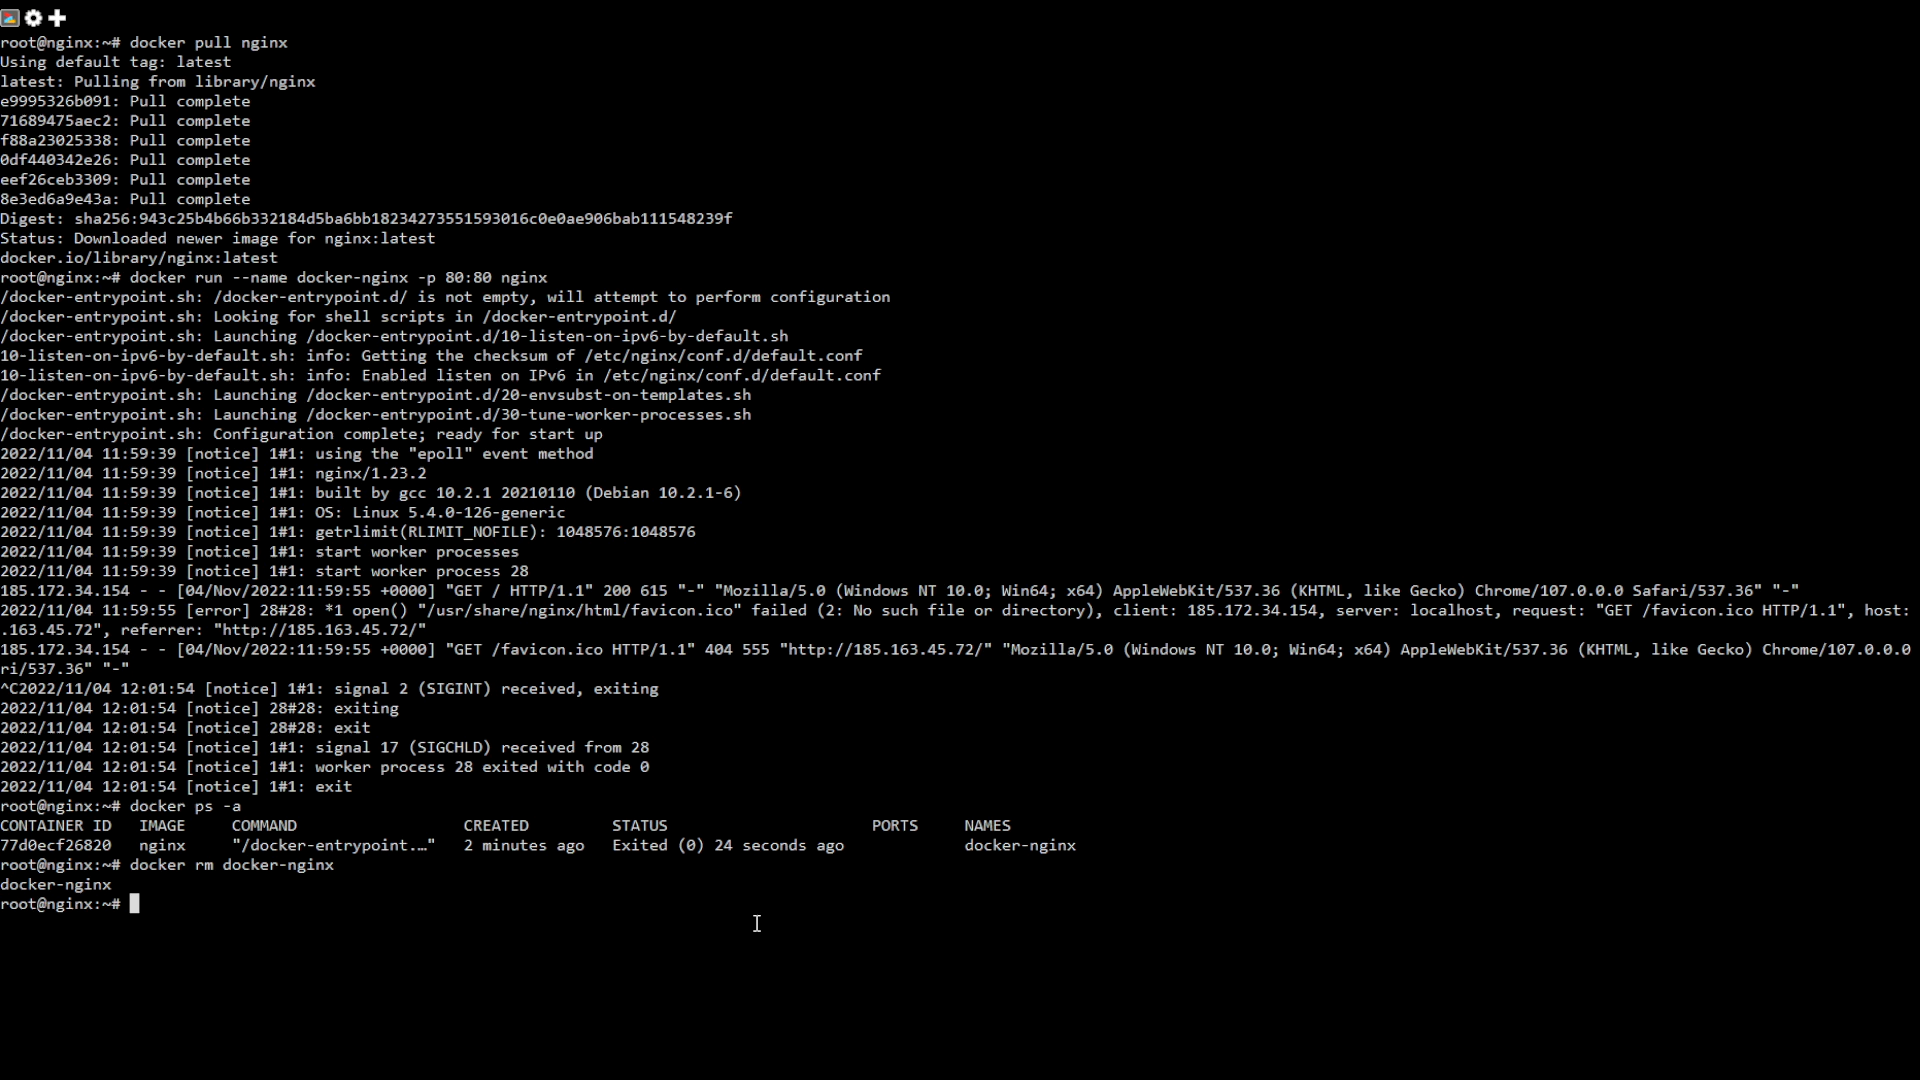 root@nginx:~# docker pull nginx
Using default tag: latest
latest: Pulling from library/nginx
e9995326b091: Pull complete
71689475aec2: Pull complete
f88a23025338: Pull complete
0df440342e26: Pull complete
eef26ceb3309: Pull complete
8e3ed6a9e43a: Pull complete
Digest: sha256:943c25b4b66b332184d5ba6bb18234273551593016c0e0ae906bab111548239f
Status: Downloaded newer image for nginx:latest
docker.io/library/nginx:latest
root@nginx:~# docker run --name docker-nginx -p 80:80 nginx
/docker-entrypoint.sh: /docker-entrypoint.d/ is not empty, will attempt to perform configuration
/docker-entrypoint.sh: Looking for shell scripts in /docker-entrypoint.d/
/docker-entrypoint.sh: Launching /docker-entrypoint.d/10-listen-on-ipv6-by-default.sh
10-listen-on-ipv6-by-default.sh: info: Getting the checksum of /etc/nginx/conf.d/default.conf
10-listen-on-ipv6-by-default.sh: info: Enabled listen on IPv6 in /etc/nginx/conf.d/default.conf
/docker-entrypoint.sh: Launching /docker-entrypoint.d/20-envsubst-on-templates.sh
/docker-entrypoint.sh: Launching /docker-entrypoint.d/30-tune-worker-processes.sh
/docker-entrypoint.sh: Configuration complete; ready for start up
2022/11/04 11:59:39 [notice] 1#1: using the "epoll" event method
2022/11/04 11:59:39 [notice] 1#1: nginx/1.23.2
2022/11/04 11:59:39 [notice] 1#1: built by gcc 10.2.1 20210110 (Debian 10.2.1-6)
2022/11/04 11:59:39 [notice] 1#1: OS: Linux 5.4.0-126-generic
2022/11/04 11:59:39 [notice] 1#1: getrlimit(RLIMIT_NOFILE): 1048576:1048576
2022/11/04 11:59:39 [notice] 1#1: start worker processes
2022/11/04 11:59:39 [notice] 1#1: start worker process 28
185.172.34.154 - - [04/Nov/2022:11:59:55 +0000] "GET / HTTP/1.1" 200 615 "-" "Mozilla/5.0 (Windows NT 10.0; Win64; x64) AppleWebKit/537.36 (KHTML, like Gecko) Chrome/107.0.0.0 Safari/537.36" "-"
2022/11/04 11:59:55 [error] 28#28: *1 open() "/usr/share/nginx/html/favicon.ico" failed (2: No such file or directory), client: 185.172.34.154, server: localhost, request: "GET /favicon.ico HTTP/1.1", host:
.163.45.72", referrer: "http://185.163.45.72/"
185.172.34.154 - - [04/Nov/2022:11:59:55 +0000] "GET /favicon.ico HTTP/1.1" 404 555 "http://185.163.45.72/" "Mozilla/5.0 (Windows NT 10.0; Win64; x64) AppleWebKit/537.36 (KHTML, like Gecko) Chrome/107.0.0.0
ri/537.36" "-"
^C2022/11/04 12:01:54 [notice] 1#1: signal 2 (SIGINT) received, exiting
2022/11/04 12:01:54 [notice] 28#28: exiting
2022/11/04 12:01:54 [notice] 28#28: exit
2022/11/04 12:01:54 [notice] 1#1: signal 17 (SIGCHLD) received from 28
2022/11/04 12:01:54 [notice] 1#1: worker process 28 exited with code 0
2022/11/04 12:01:54 [notice] 1#1: exit
root@nginx:~# docker ps -a
CONTAINER ID   IMAGE     COMMAND                  CREATED         STATUS                      PORTS     NAMES
77d0ecf26820   nginx     "/docker-entrypoint.…"   2 minutes ago   Exited (0) 24 seconds ago             docker-nginx
root@nginx:~# docker rm docker-nginx
docker-nginx
root@nginx:~#